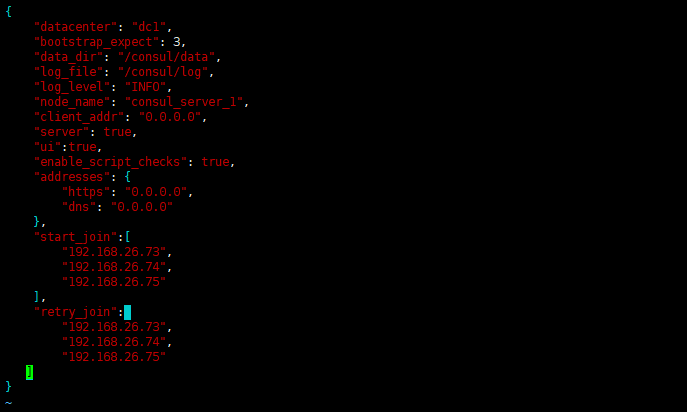 {
    "datacenter": "dc1",
    "bootstrap_expect": 3,
    "data_dir": "/consul/data",
    "log_file": "/consul/log",
    "log_level": "INFO",
    "node_name": "consul_server_1",
    "client_addr": "0.0.0.0",
    "server": true,
    "ui":true,
    "enable_script_checks": true,
    "addresses": {
        "https": "0.0.0.0",
        "dns": "0.0.0.0"
    },
    "start_join":[
        "192.168.26.73",
        "192.168.26.74",
        "192.168.26.75"
    ],
    "retry_join":[
        "192.168.26.73",
        "192.168.26.74",
        "192.168.26.75"
   ]
}
~